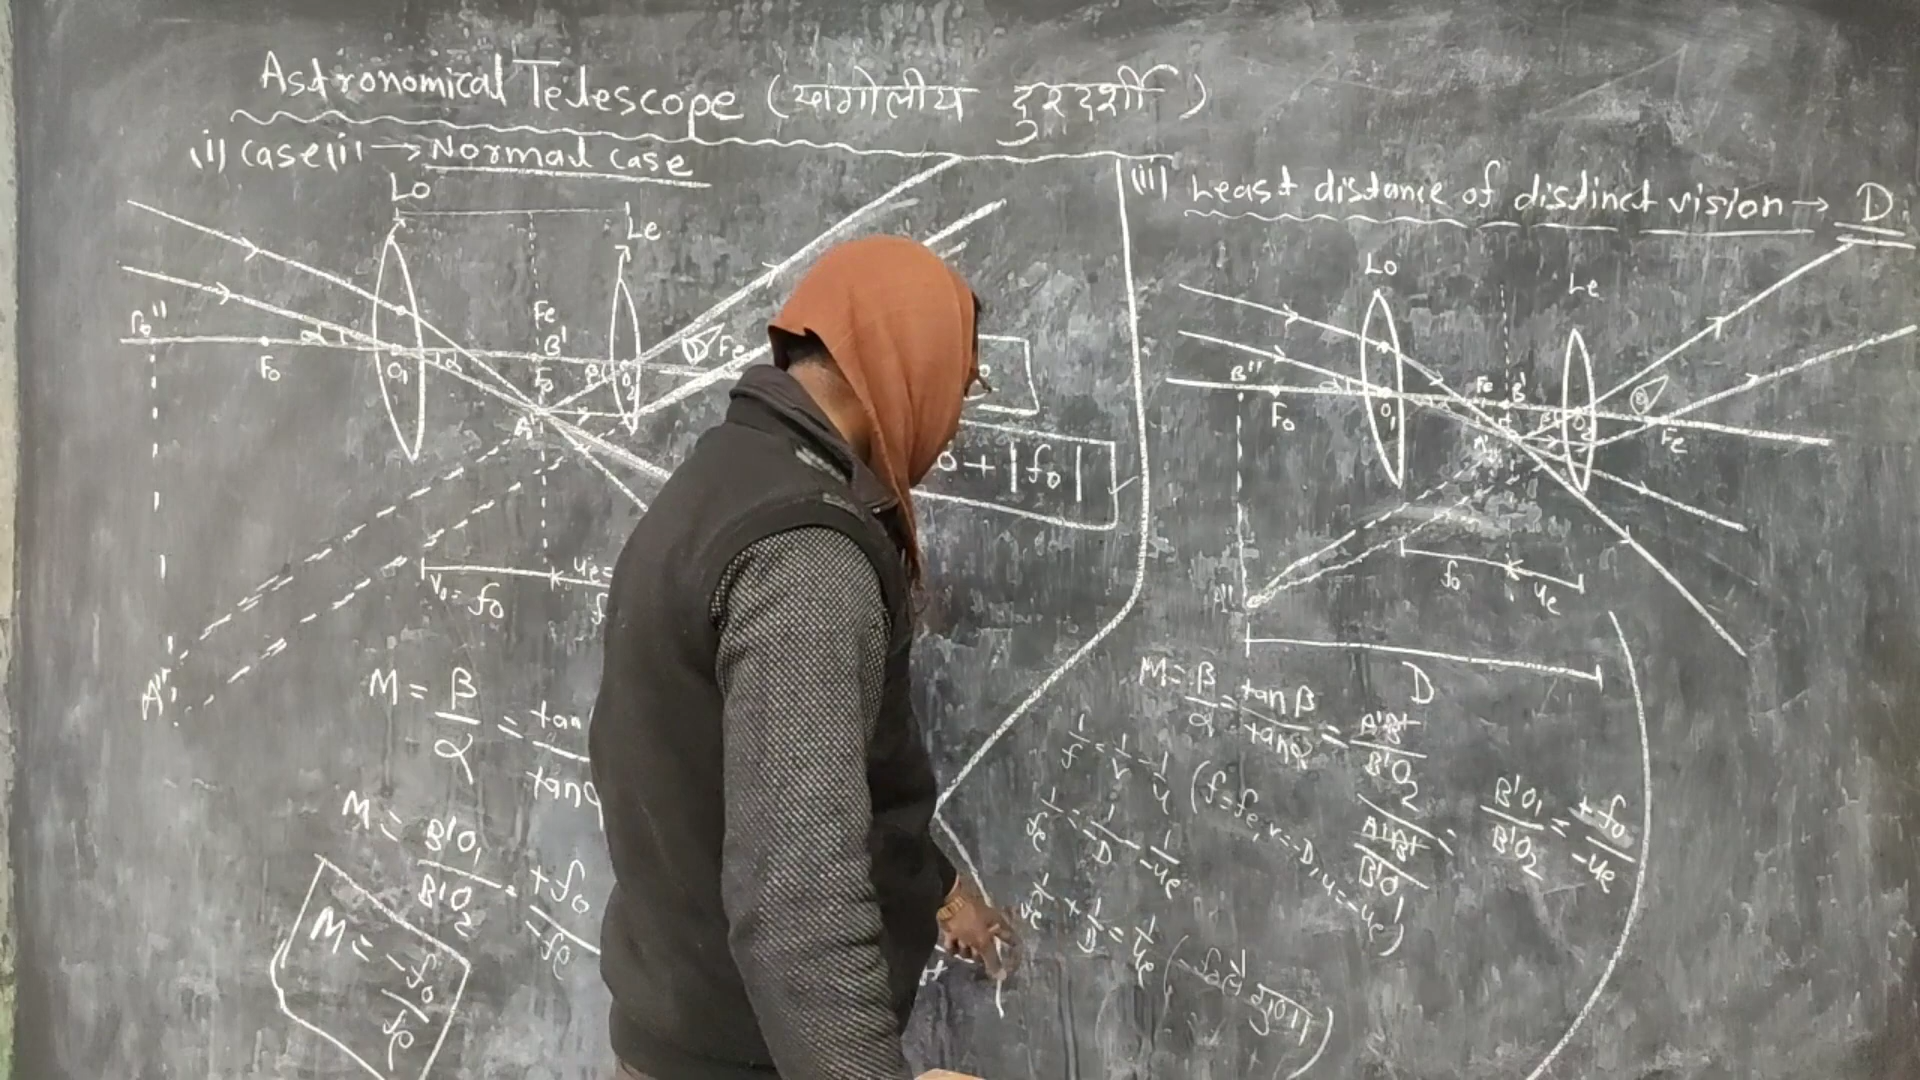 Astronomical Telescope (खगोलीय दुरदर्शी)
(i) case(i) → Normal case
Lo
Le
Fo
α
α
O1
Fe
B'
Fo
A'
β
O2
Fe
A''
Vo = fo
ue =
M = β/α = tan
M = B'O1/B'O2 = +fo/-fe
M = -fo/fe
o + |fo|
(ii) Least distance of distinct vision → D
Lo
Le
B''
Fo
α
O1
Fe
B'
β
O2
Fe
A''
fo
ue
D
M = β/α = tan β/tan α = A'B'/B'O2 / A'B'/B'O1 = B'O1/B'O2 = +fo/-ue
1/f = 1/v - 1/u (f = fe, v = -D, u = -ue)
1/fe = 1/-D - 1/-ue
1/fe + 1/D = 1/ue